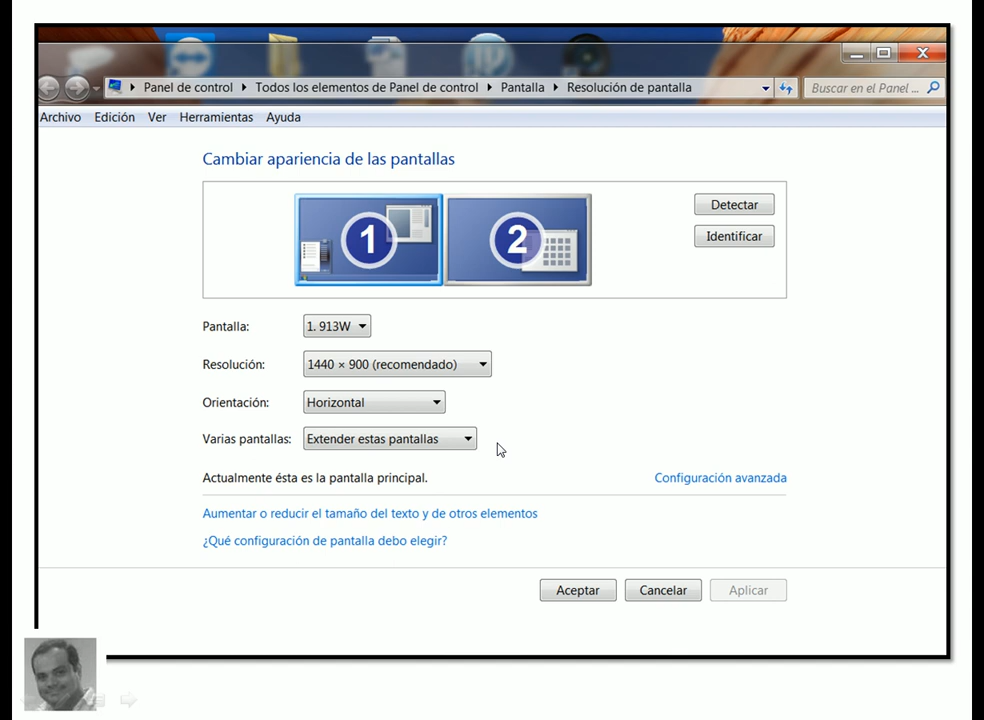 Panel de control Todos los elementos de Panel de control Pantalla Resolución de pantalla Buscar en el Panel ...
Archivo Edición Ver Herramientas Ayuda
Cambiar apariencia de las pantallas
1 2
Detectar
Identificar
Pantalla: 1. 913W
Resolución: 1440 × 900 (recomendado)
Orientación: Horizontal
Varias pantallas: Extender estas pantallas
Actualmente ésta es la pantalla principal. Configuración avanzada
Aumentar o reducir el tamaño del texto y de otros elementos
¿Qué configuración de pantalla debo elegir?
Aceptar Cancelar Aplicar